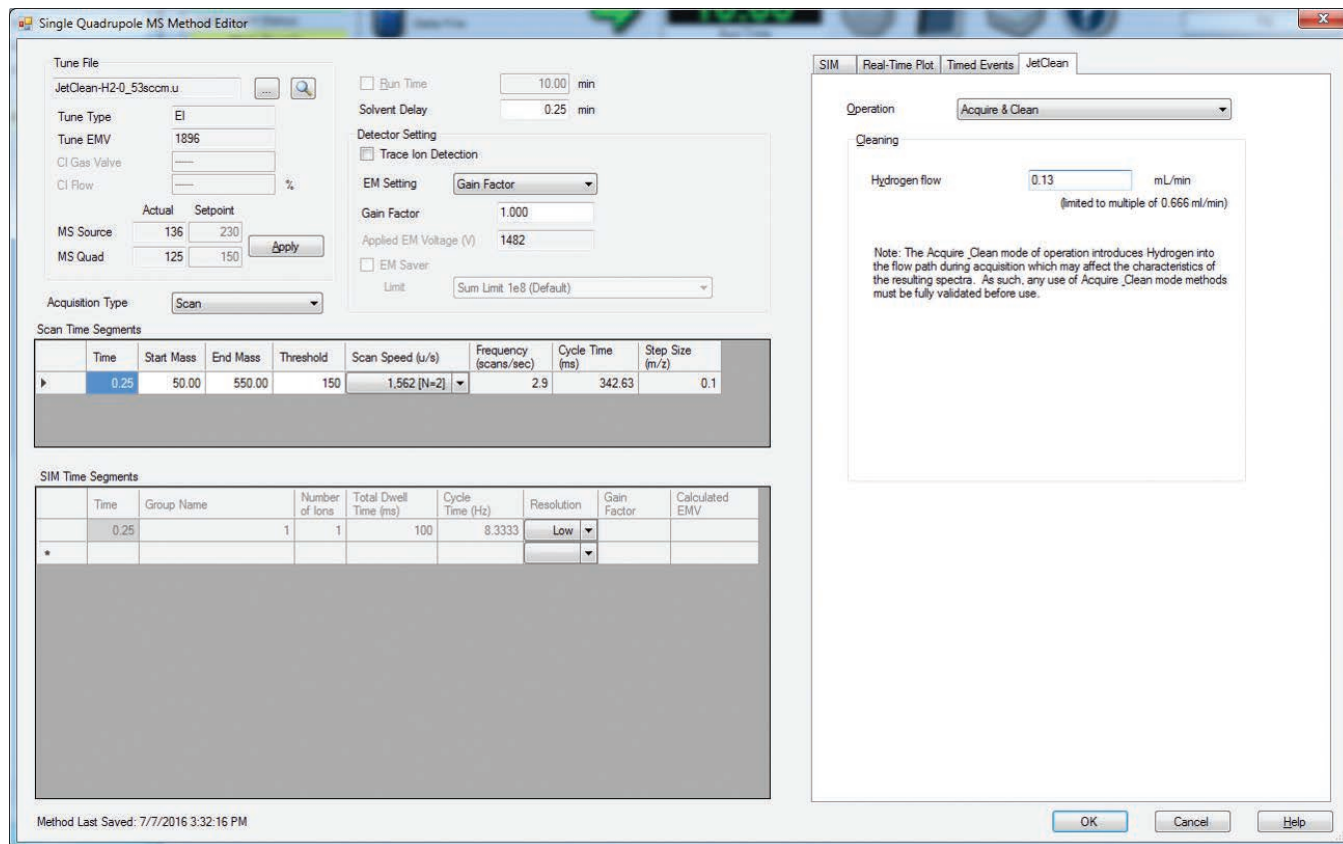 Single Quadrupole MS Method Editor
Tune File
JetClean-H2-0_53sccm.u
...
Tune Type EI
Tune EMV 1896
CI Gas Valve -----
CI Flow ----- %
Actual Setpoint
MS Source 136 230
MS Quad 125 150
Apply
Acquisition Type Scan
Run Time 10.00 min
Solvent Delay 0.25 min
Detector Setting
Trace Ion Detection
EM Setting Gain Factor
Gain Factor 1.000
Applied EM Voltage (V) 1482
EM Saver
Limit Sum Limit 1e8 (Default)
Scan Time Segments
Time Start Mass End Mass Threshold Scan Speed (u/s) Frequency (scans/sec) Cycle Time (ms) Step Size (m/z)
0.25 50.00 550.00 150 1,562 [N=2] 2.9 342.63 0.1
SIM Time Segments
Time Group Name Number of Ions Total Dwell Time (ms) Cycle Time (Hz) Resolution Gain Factor Calculated EMV
0.25 1 1 100 8.3333 Low
*
Method Last Saved: 7/7/2016 3:32:16 PM
SIM Real-Time Plot Timed Events JetClean
Operation Acquire & Clean
Cleaning
Hydrogen flow 0.13 mL/min
(limited to multiple of 0.666 ml/min)
Note: The Acquire_Clean mode of operation introduces Hydrogen into
the flow path during acquisition which may affect the characteristics of
the resulting spectra. As such, any use of Acquire_Clean mode methods
must be fully validated before use.
OK Cancel Help